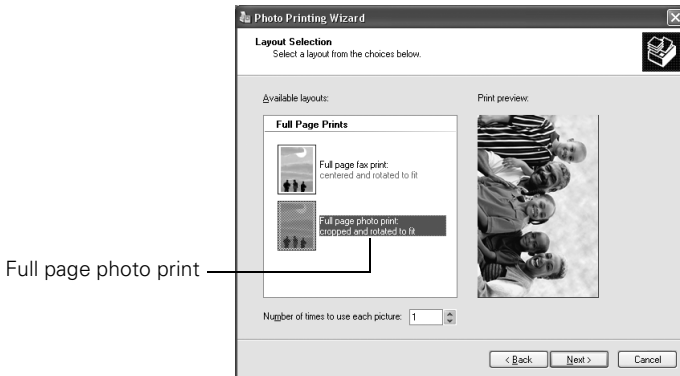 Photo Printing Wizard
Layout Selection
Select a layout from the choices below.
Available layouts:
Print preview:
Full Page Prints
Full page fax print:
centered and rotated to fit
Full page photo print:
cropped and rotated to fit
Full page photo print
Number of times to use each picture: 1
< Back
Next >
Cancel